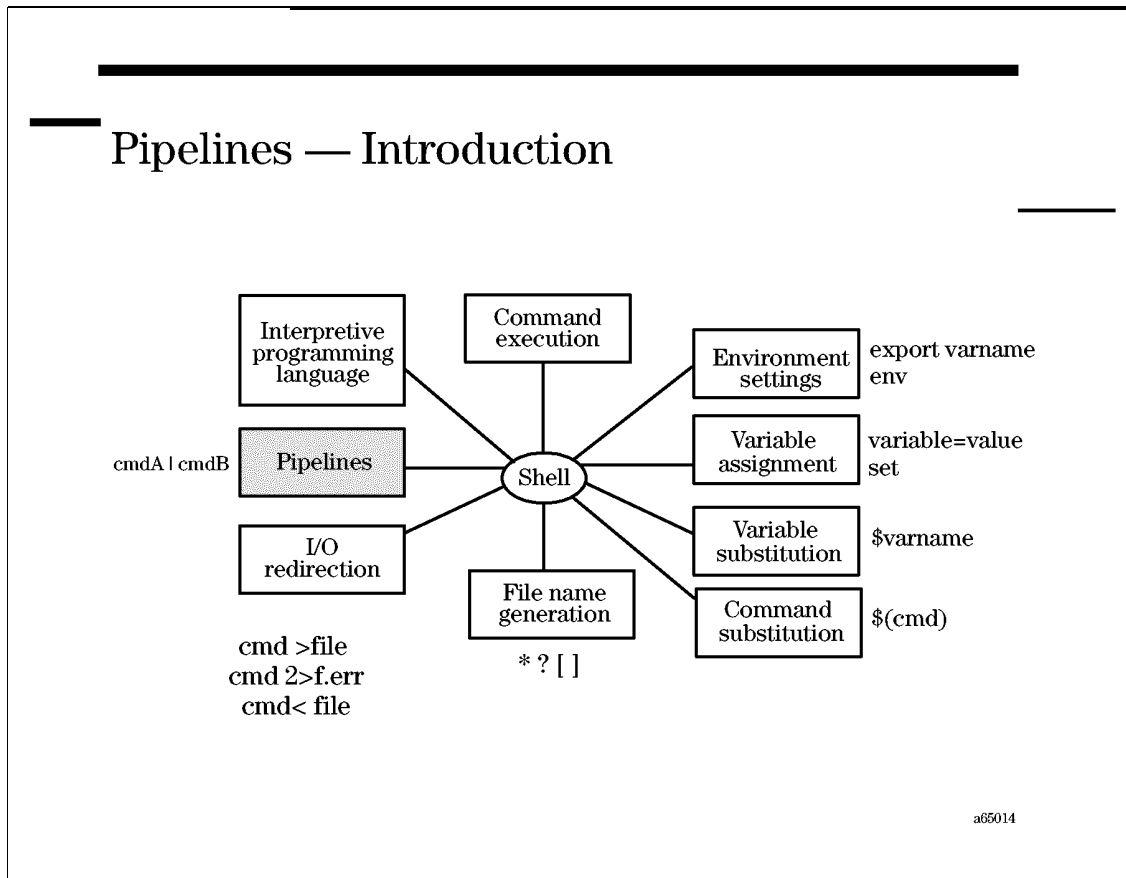 Pipelines — Introduction
Interpretive
programming
language
Command
execution
Environment
settings
export varname
env
cmdA | cmdB
Pipelines
Shell
Variable
assignment
variable=value
set
I/O
redirection
Variable
substitution
$varname
File name
generation
Command
substitution
$(cmd)
cmd >file
cmd 2>f.err
cmd< file
* ? [ ]
a65014